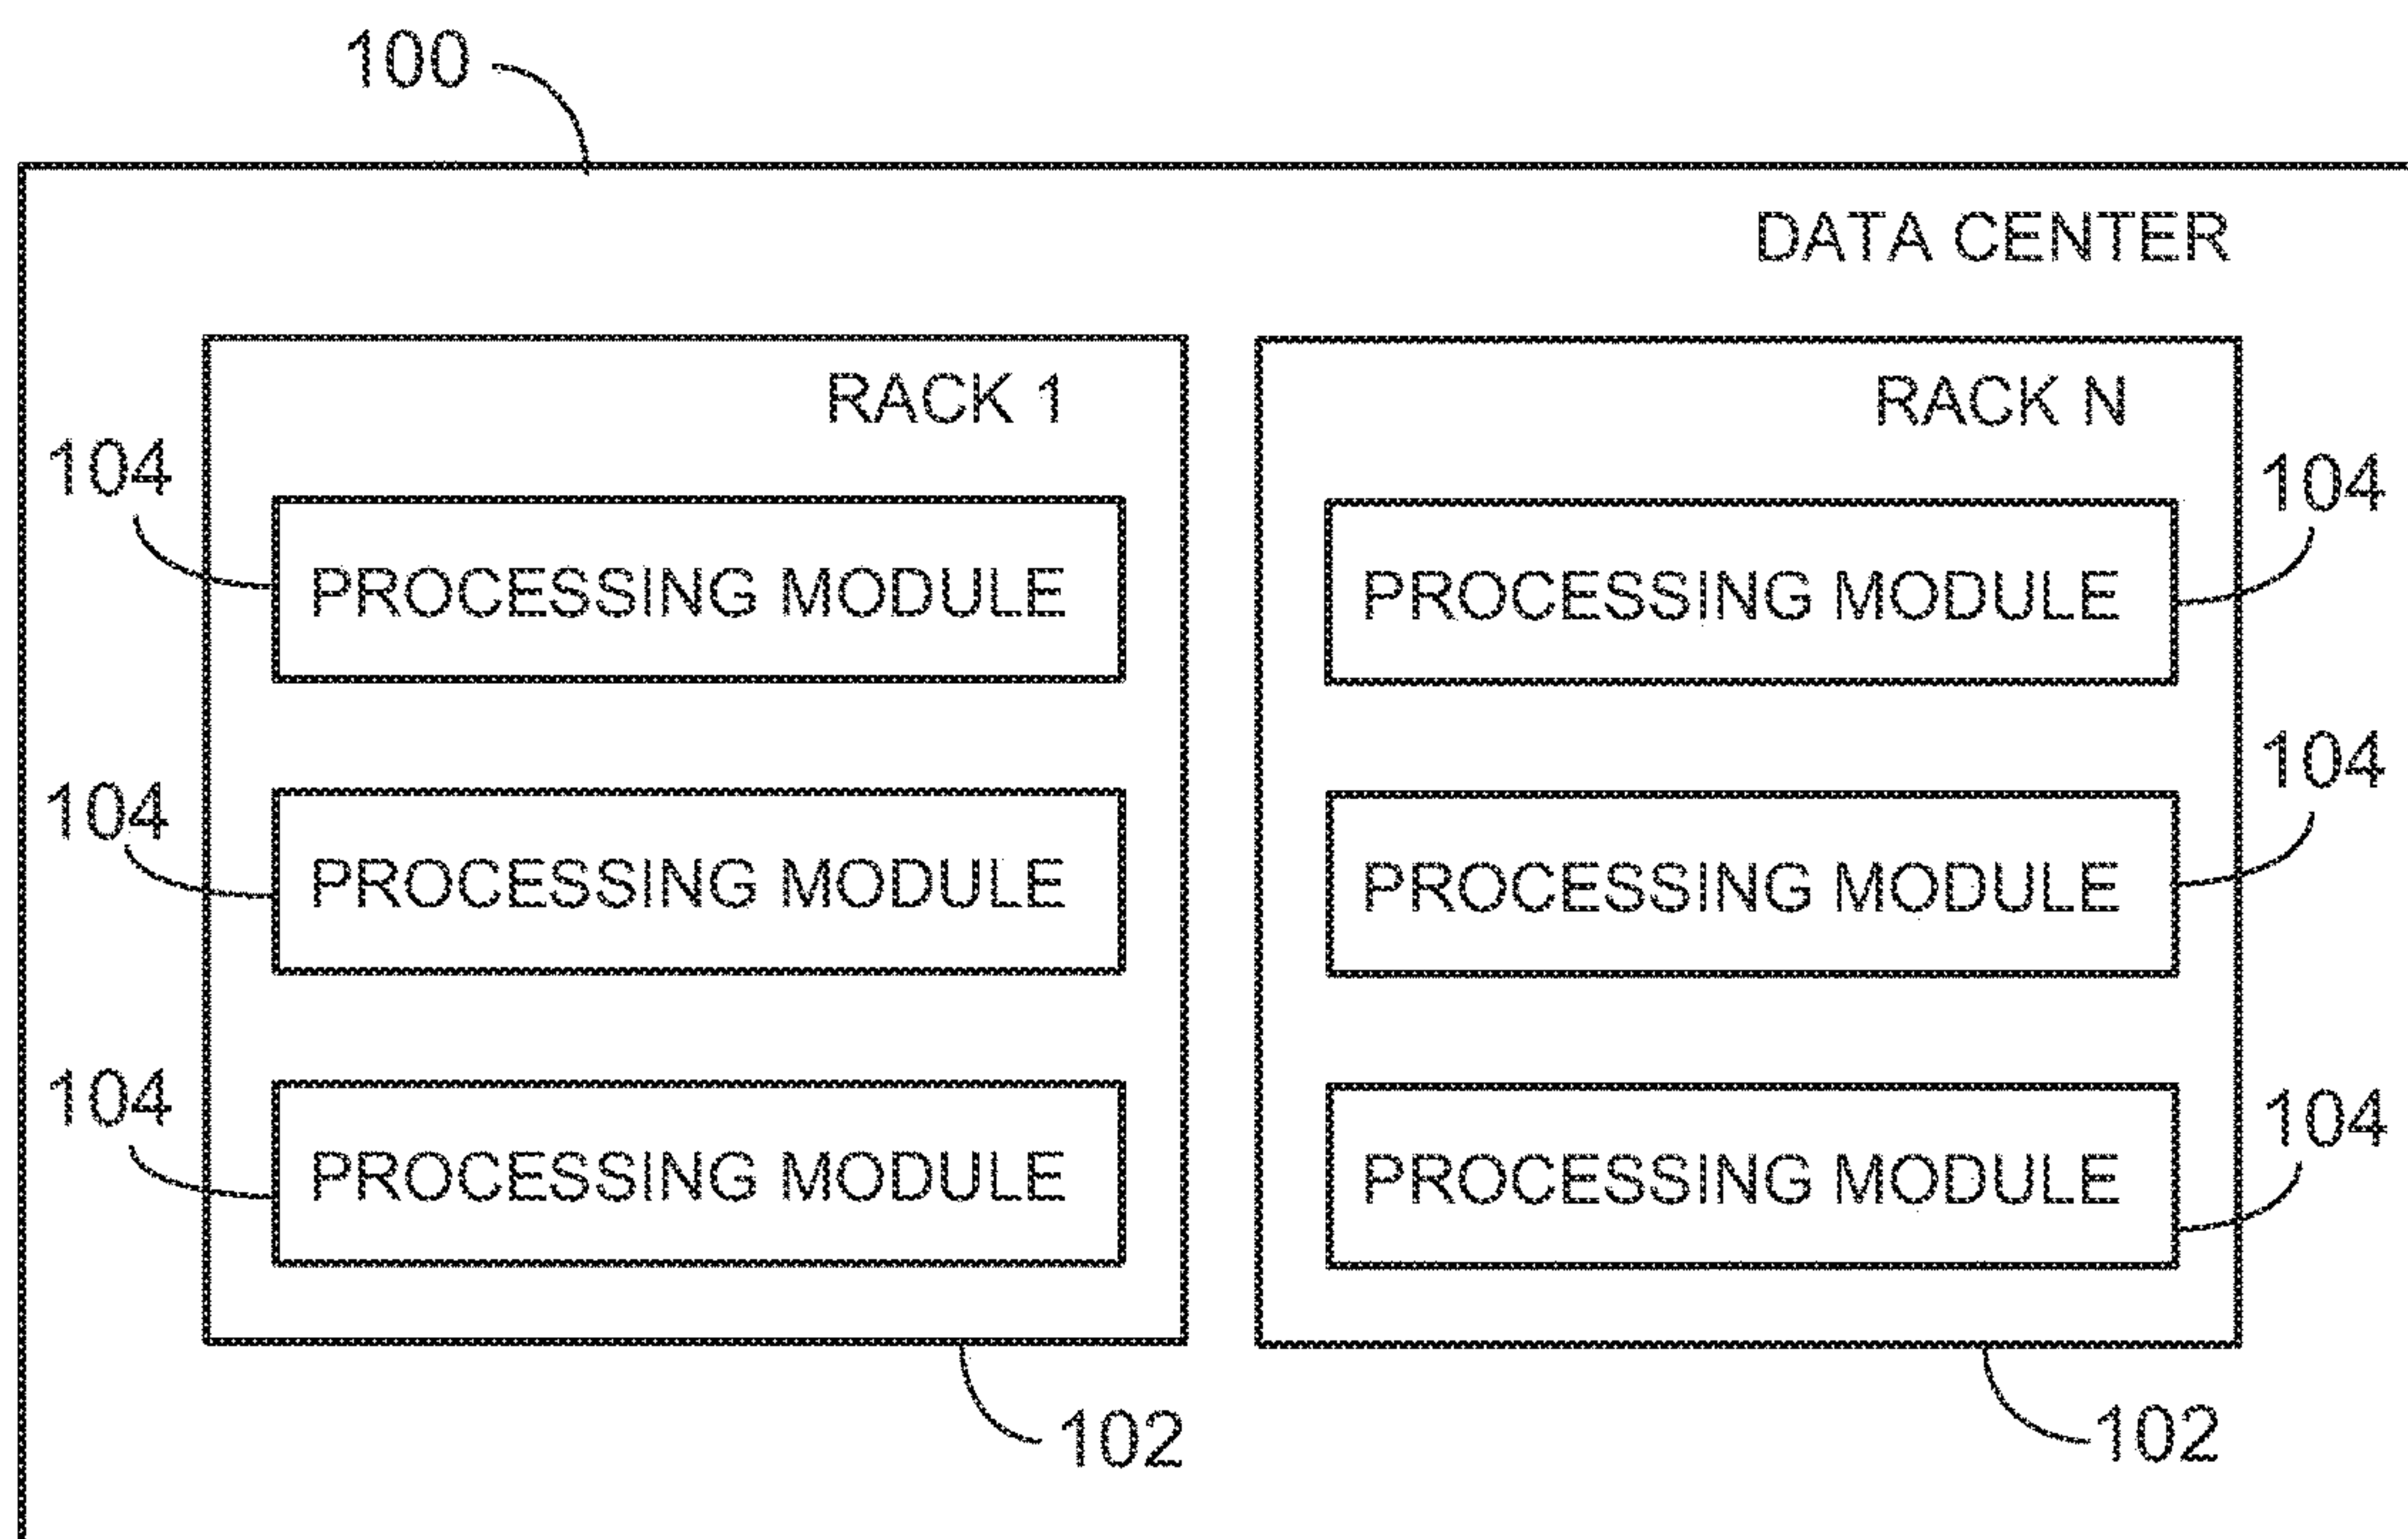 100
DATA CENTER
RACK 1
RACK N
104
PROCESSING MODULE
PROCESSING MODULE
104
104
PROCESSING MODULE
PROCESSING MODULE
104
104
PROCESSING MODULE
PROCESSING MODULE
104
102
102